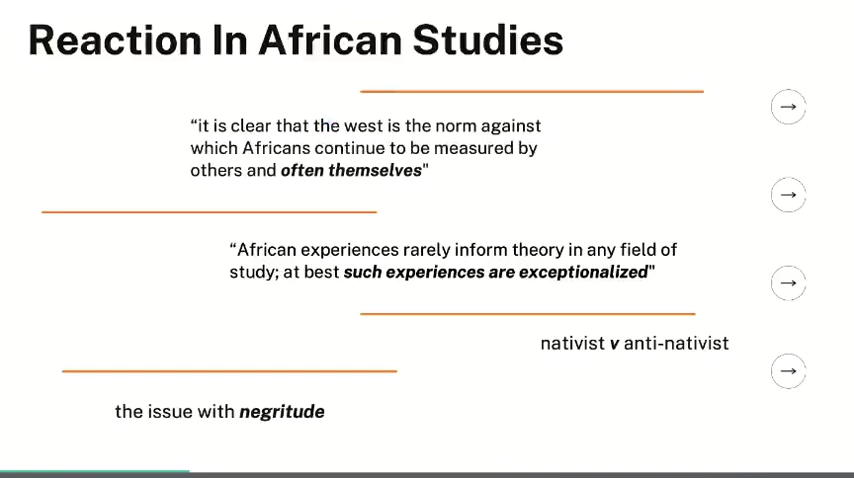 Reaction In African Studies
“it is clear that the west is the norm against
which Africans continue to be measured by
others and often themselves"
“African experiences rarely inform theory in any field of
study; at best such experiences are exceptionalized"
nativist v anti-nativist
the issue with negritude